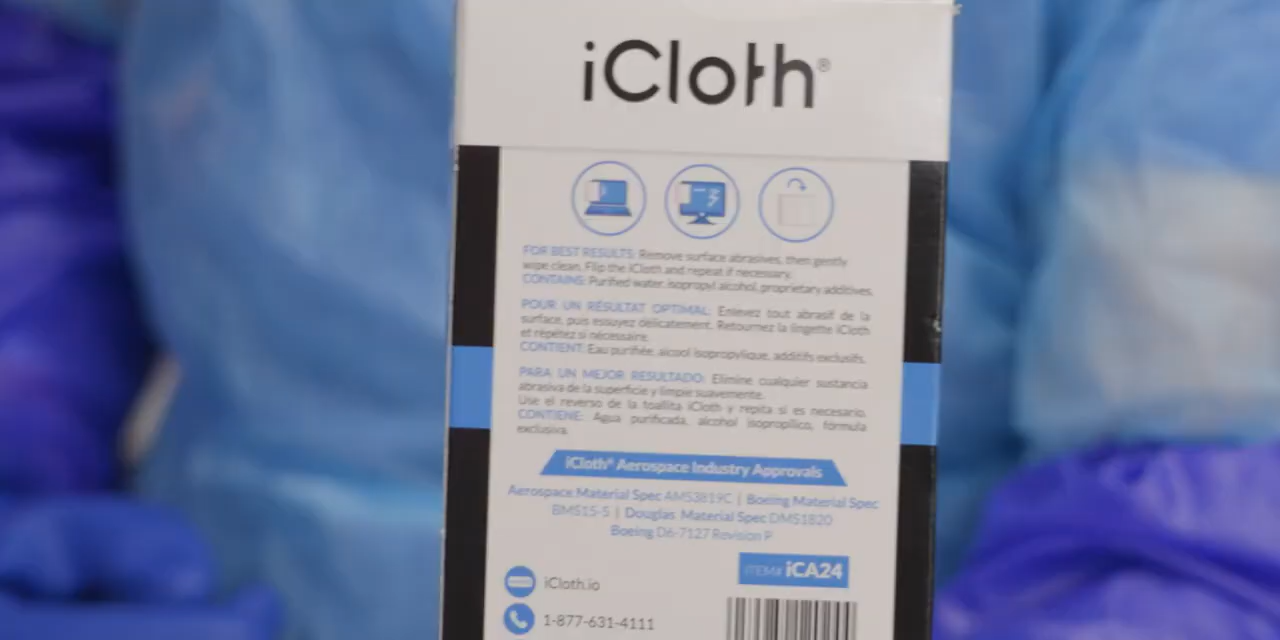 iCloth®
FOR BEST RESULTS: Remove surface abrasives, then gently
wipe clean. Flip the iCloth and repeat if necessary.
CONTAINS: Purified water, isopropyl alcohol, proprietary additives.
POUR UN RÉSULTAT OPTIMAL: Enlevez tout abrasif de la
surface, puis essuyez délicatement. Retournez la lingette iCloth
et répétez si nécessaire.
CONTIENT: Eau purifiée, alcool isopropylique, additifs exclusifs.
PARA UN MEJOR RESULTADO: Elimine cualquier sustancia
abrasiva de la superficie y limpie suavemente.
Use el reverso de la toallita iCloth y repita si es necesario.
CONTIENE: Agua purificada, alcohol isopropílico, fórmula
exclusiva.
iCloth® Aerospace Industry Approvals
Aerospace Material Spec AMS3819C | Boeing Material Spec
BMS15-5 | Douglas Material Spec DMS1820
Boeing D6-7127 Revision P
ITEM# iCA24
iCloth.io
1-877-631-4111